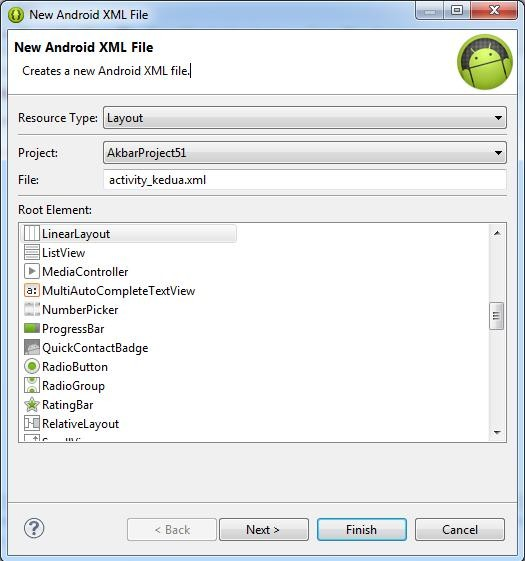 New Android XML File
New Android XML File
Creates a new Android XML file.
Resource Type: Layout
Project: AkbarProject51
File: activity_kedua.xml
Root Element:
LinearLayout
ListView
MediaController
a: MultiAutoCompleteTextView
NumberPicker
ProgressBar
QuickContactBadge
RadioButton
RadioGroup
RatingBar
RelativeLayout
? < Back Next > Finish Cancel